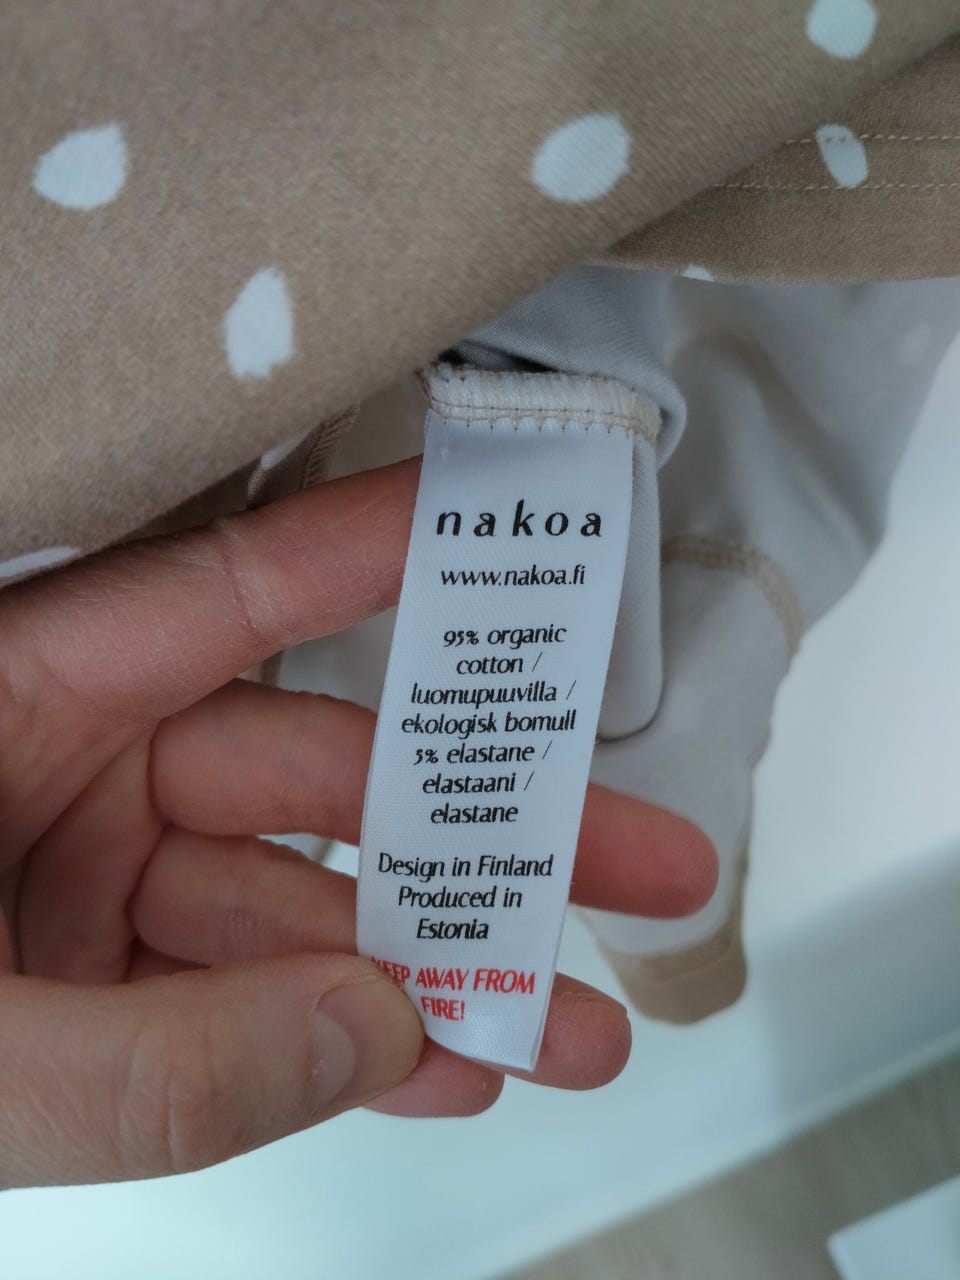 nakoa
www.nakoa.fi
95% organic
cotton /
luomupuuvilla /
ekologisk bomull
5% elastane /
elastaani /
elastane
Design in Finland
Produced in
Estonia
KEEP AWAY FROM
FIRE!